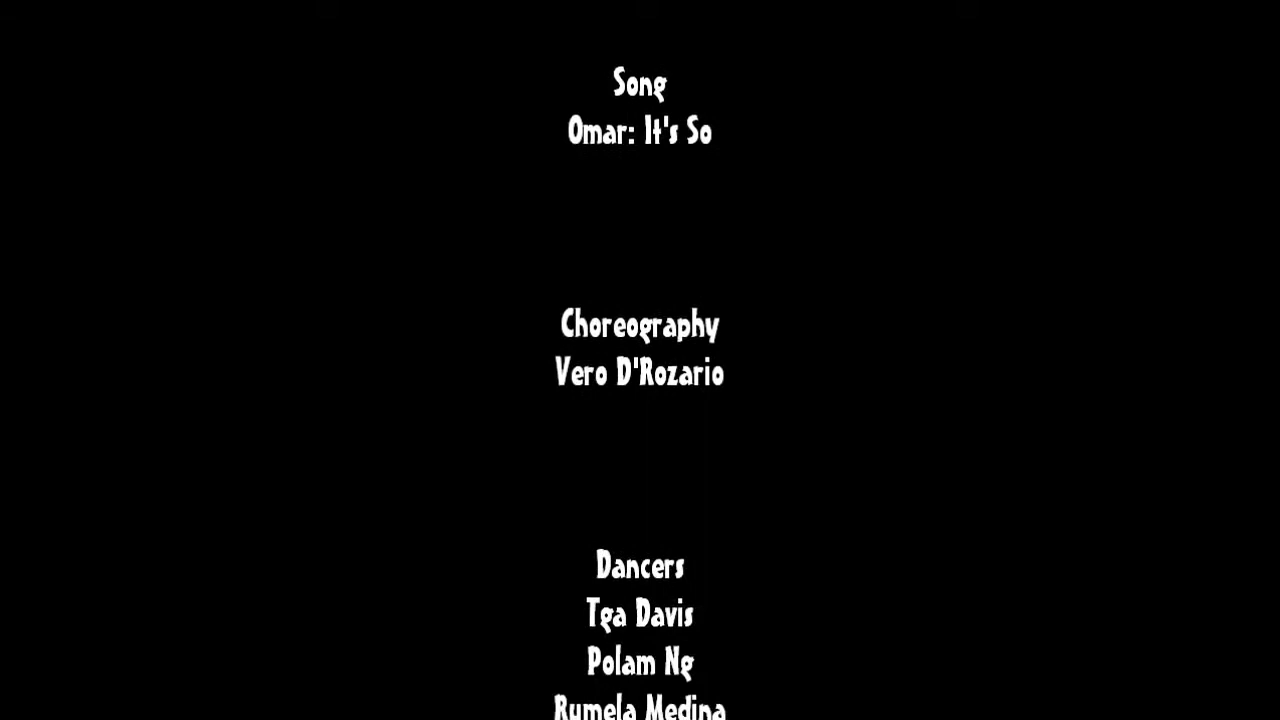 Song
Omar: It's So
Choreography
Vero D'Rozario
Dancers
Tga Davis
Polam Ng
Rumela Medina